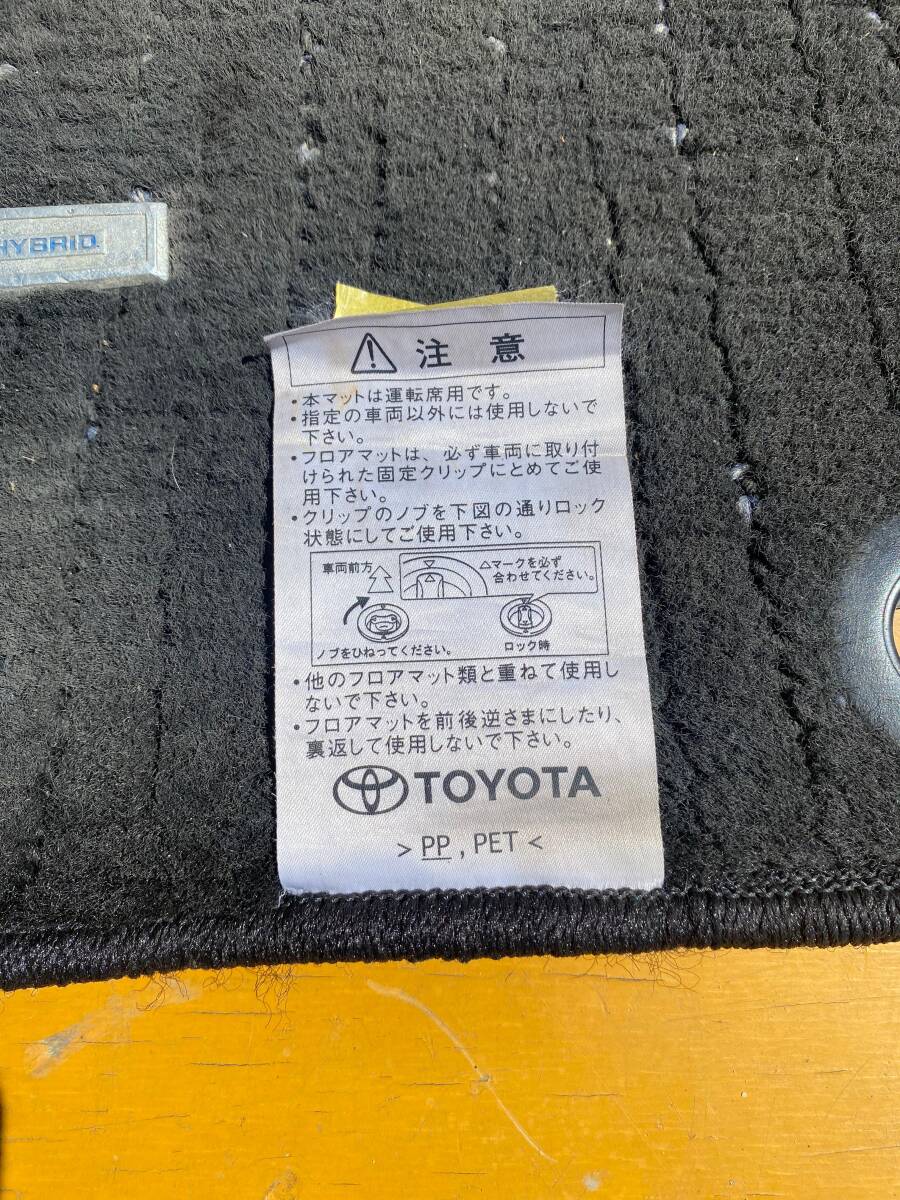 HYBRID
⚠ 注 意
・本マットは運転席用です。
・指定の車両以外には使用しないで
下さい。
・フロアマットは、必ず車両に取り付
けられた固定クリップにとめてご使
用下さい。
・クリップのノブを下図の通りロック
状態にしてご使用下さい。
車両前方
△マークを必ず
合わせてください。
ノブをひねってください。
ロック時
・他のフロアマット類と重ねて使用し
ないで下さい。
・フロアマットを前後逆さまにしたり、
裏返して使用しないで下さい。
TOYOTA
> PP , PET <